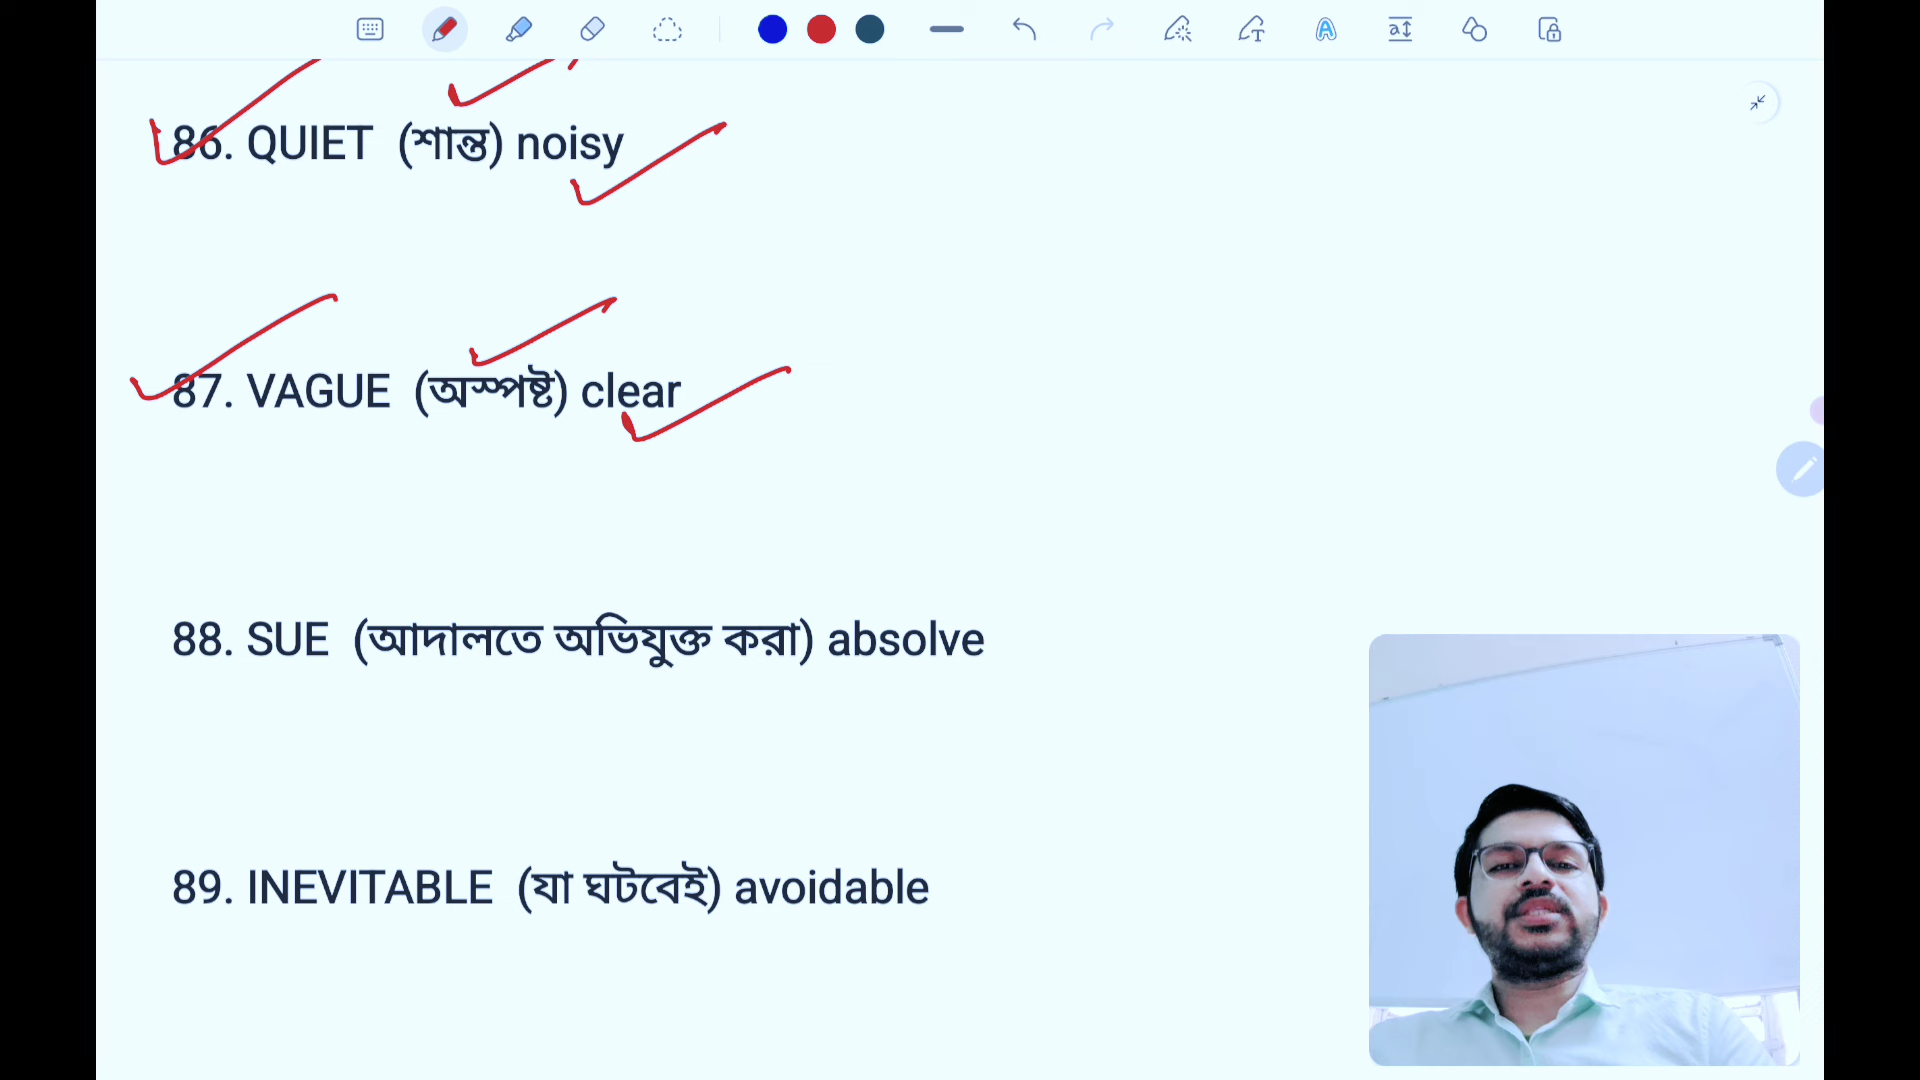 86. QUIET (শান্ত) noisy
87. VAGUE (অস্পষ্ট) clear
88. SUE (আদালতে অভিযুক্ত করা) absolve
89. INEVITABLE (যা ঘটবেই) avoidable